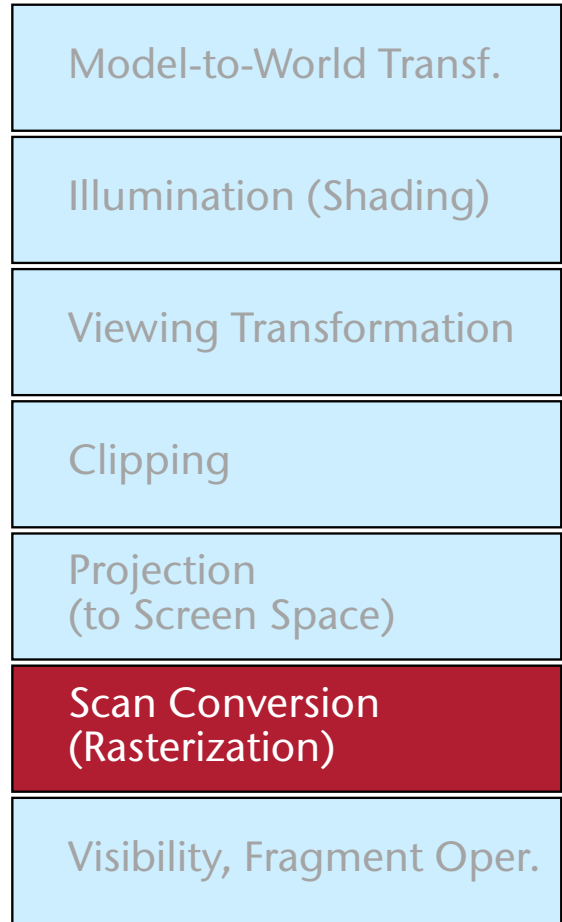 Model-to-World Transf.
Illumination (Shading)
Viewing Transformation
Clipping
Projection
(to Screen Space)
Scan Conversion
(Rasterization)
Visibility, Fragment Oper.